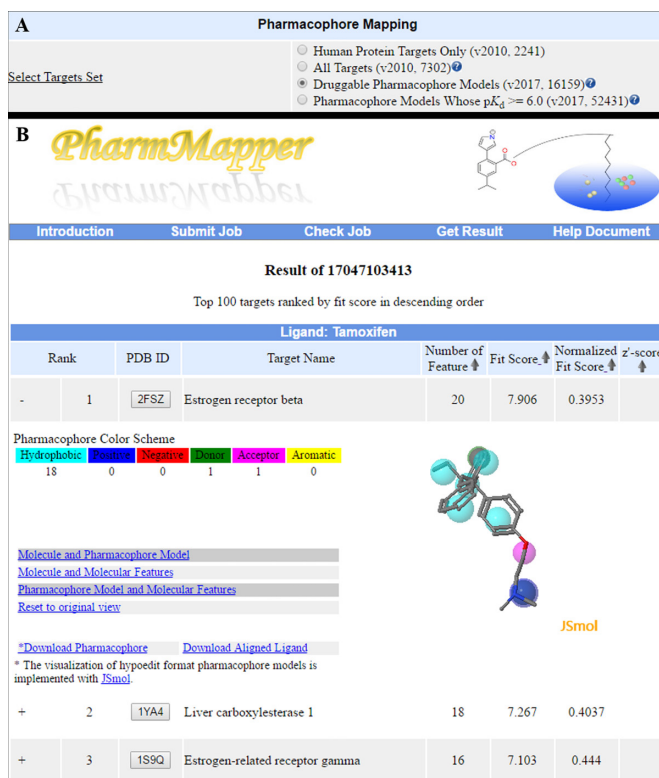 A
Pharmacophore Mapping
Select Targets Set
Human Protein Targets Only (v2010, 2241)
All Targets (v2010, 7302)
Druggable Pharmacophore Models (v2017, 16159)
Pharmacophore Models Whose pKd >= 6.0 (v2017, 52431)
B
PharmMapper
Introduction Submit Job Check Job Get Result Help Document
Result of 17047103413
Top 100 targets ranked by fit score in descending order
Ligand: Tamoxifen
Rank PDB ID Target Name Number of Feature Fit Score Normalized Fit Score z'-score
- 1 2FSZ Estrogen receptor beta 20 7.906 0.3953
Pharmacophore Color Scheme
Hydrophobic Positive Negative Donor Acceptor Aromatic
18 0 0 1 1 0
Molecule and Pharmacophore Model
Molecule and Molecular Features
Pharmacophore Model and Molecular Features
Reset to original view
JSmol
*Download Pharmacophore Download Aligned Ligand
* The visualization of hypoedit format pharmacophore models is
implemented with JSmol.
+ 2 1YA4 Liver carboxylesterase 1 18 7.267 0.4037
+ 3 1S9Q Estrogen-related receptor gamma 16 7.103 0.444